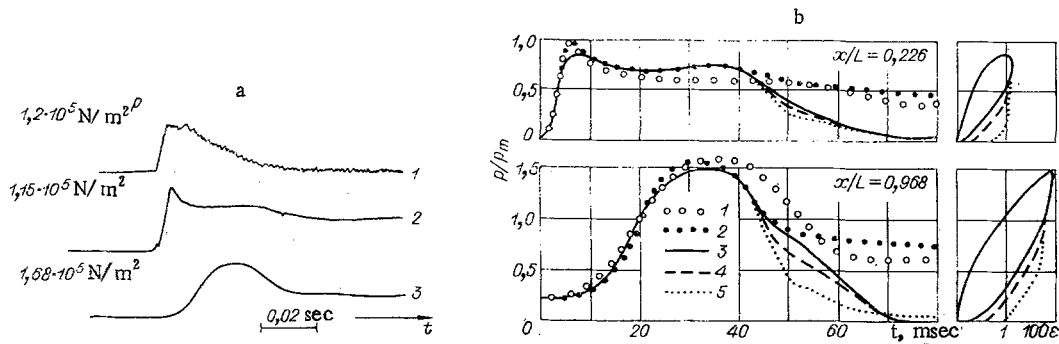 a
1,2·10⁵ N/m² p
1
1,15·10⁵ N/m²
2
1,68·10⁵ N/m²
3
0,02 sec
t
b
1,0
0,5
0
x/L=0,226
p/pₘ
1,5
1,0
0,5
x/L=0,968
1
2
3
4
5
0
20
40
60
t, msec
1
100ε